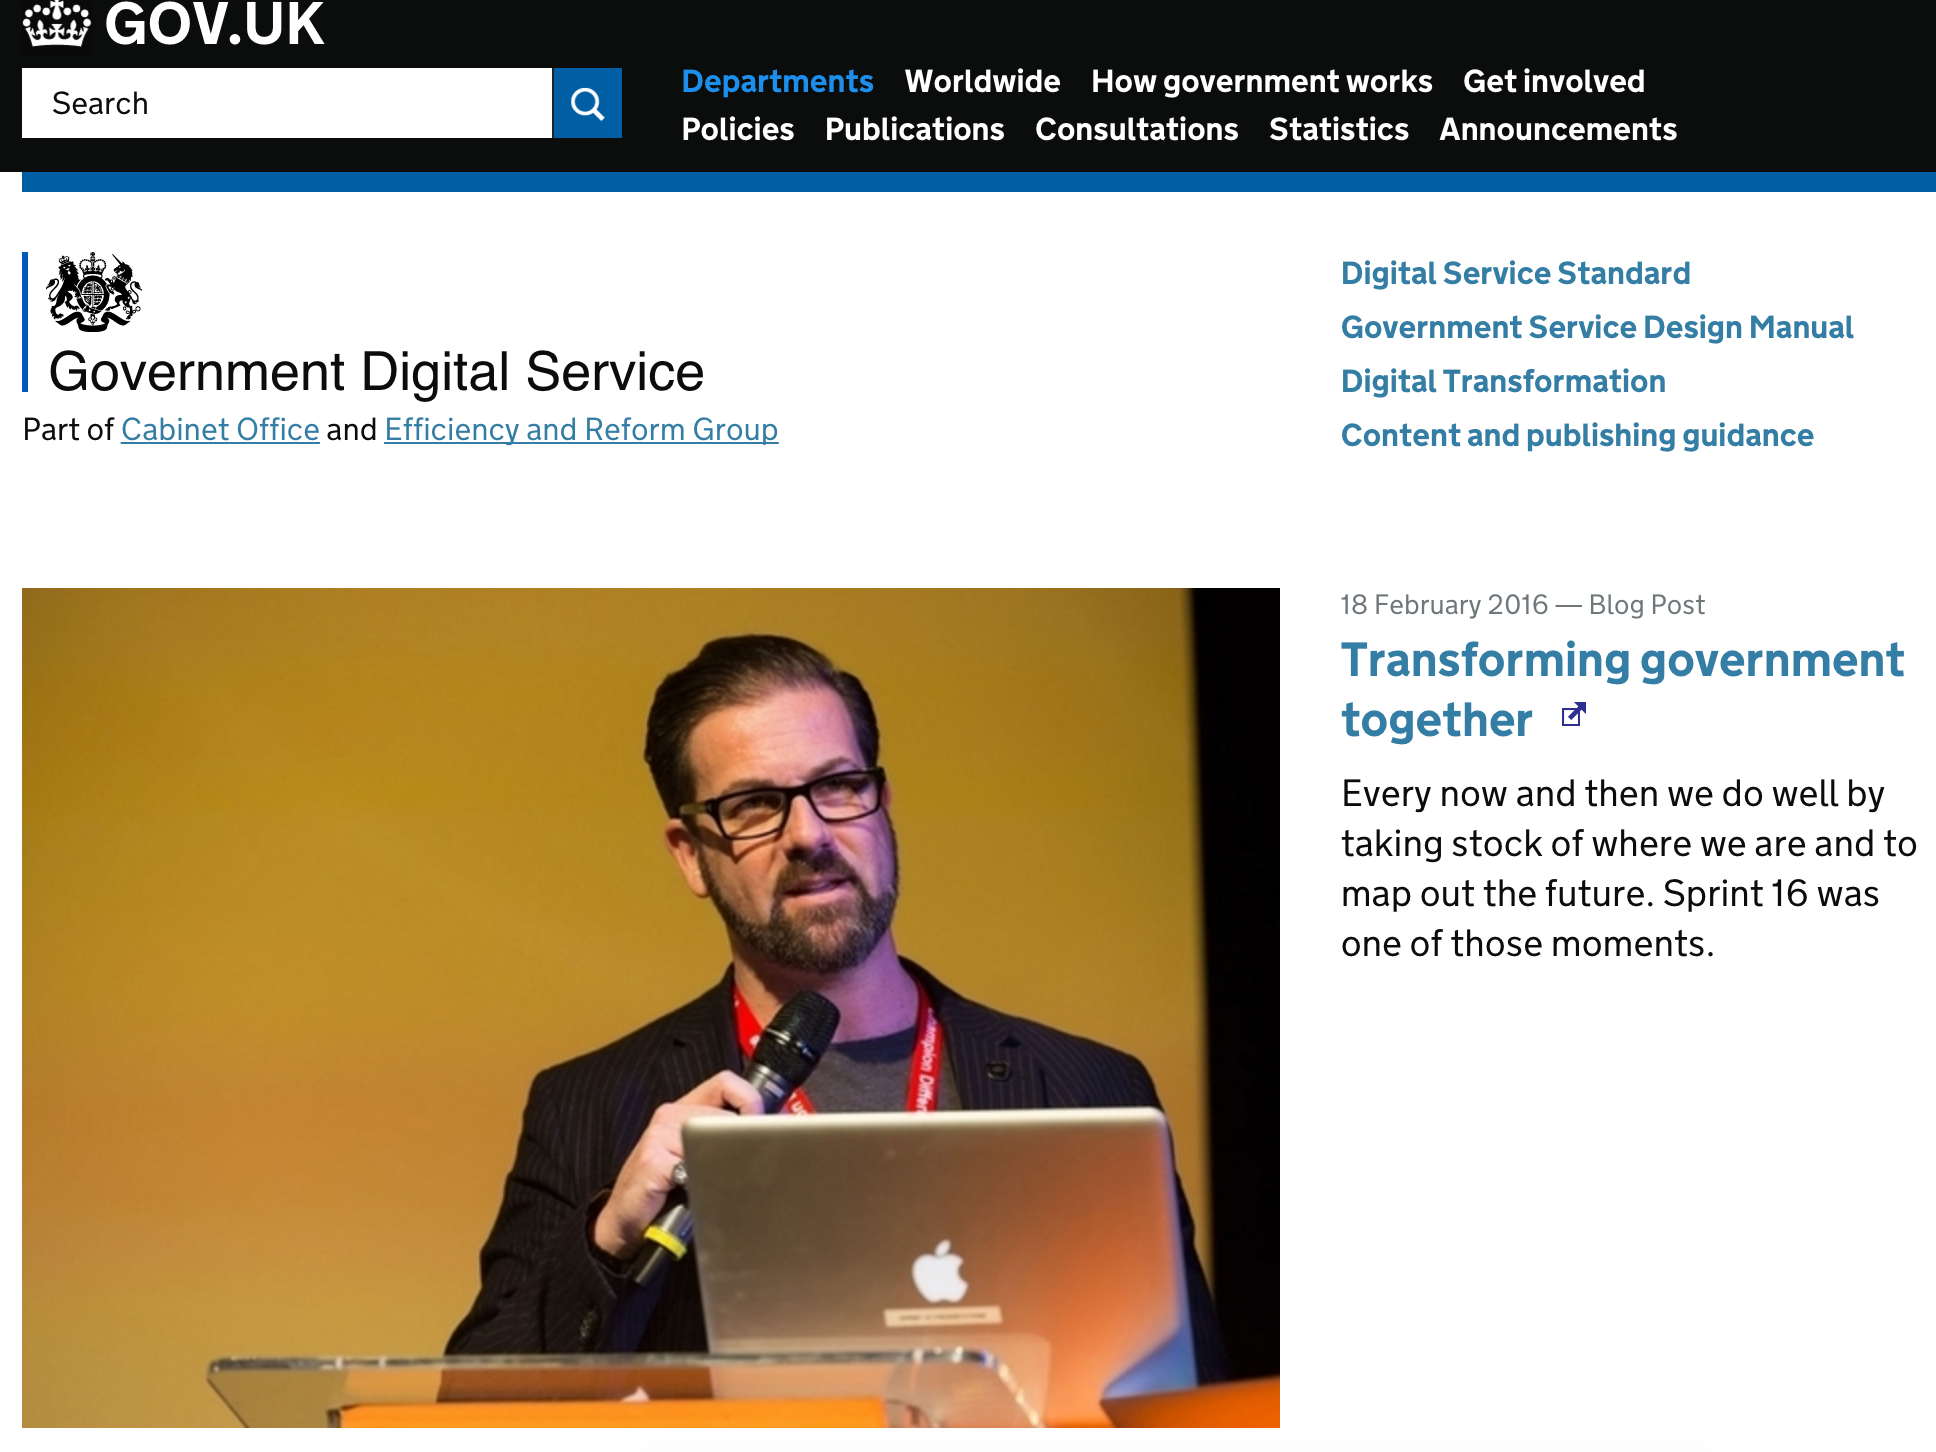 GOV.UK
Search
Departments Worldwide How government works Get involved
Policies Publications Consultations Statistics Announcements
Government Digital Service
Part of Cabinet Office and Efficiency and Reform Group
Digital Service Standard
Government Service Design Manual
Digital Transformation
Content and publishing guidance
18 February 2016 — Blog Post
Transforming government
together
Every now and then we do well by
taking stock of where we are and to
map out the future. Sprint 16 was
one of those moments.